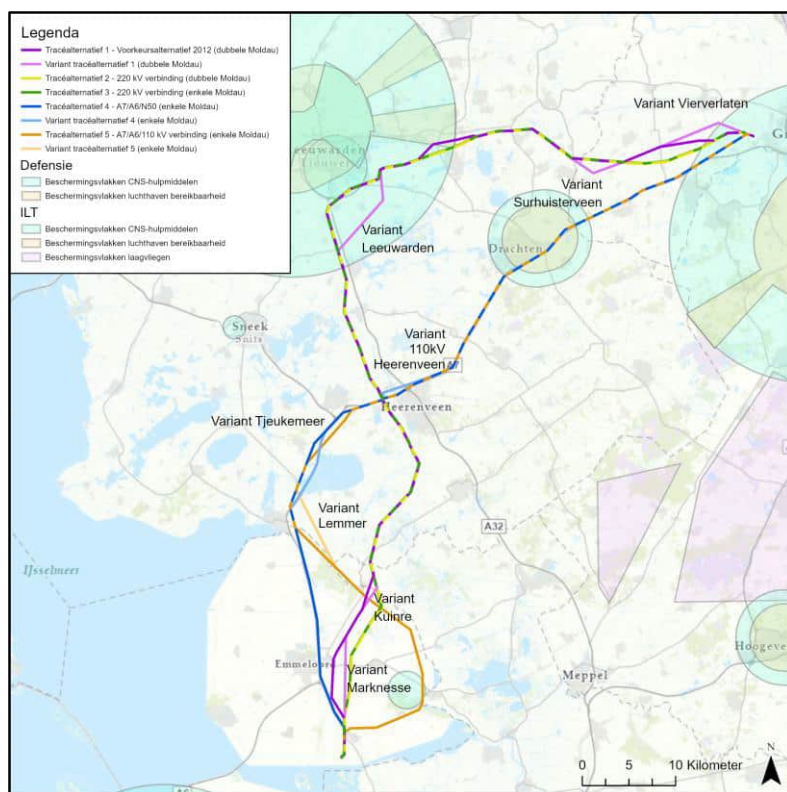 Legenda
Tracéalternatief 1 - Voorkeursalternatief 2012 (dubbele Moldau)
Variant tracéalternatief 1 (dubbele Moldau)
Tracéalternatief 2 - 220 kV verbinding (dubbele Moldau)
Tracéalternatief 3 - 220 kV verbinding (enkele Moldau)
Tracéalternatief 4 - A7/A6/N50 (enkele Moldau)
Variant tracéalternatief 4 (enkele Moldau)
Tracéalternatief 5 - A7/A6/110 kV verbinding (enkele Moldau)
Variant tracéalternatief 5 (enkele Moldau)
Defensie
Beschermingsvlakken CNS-hulpmiddelen
Beschermingsvlakken luchthaven bereikbaarheid
ILT
Beschermingsvlakken CNS-hulpmiddelen
Beschermingsvlakken luchthaven bereikbaarheid
Beschermingsvlakken laagvliegen
Variant Vierverlaten
Variant
Surhuisterveen
Variant
Leeuwarden
Drachten
Sneek
Snits
Variant
110kV
Heerenveen
Heerenveen
Variant Tjeukemeer
Variant
Lemmer
A32
IJsselmeer
Variant
Kuinre
Emmeloord
Variant
Marknesse
Meppel
Hoogeve
0 5 10 Kilometer
N